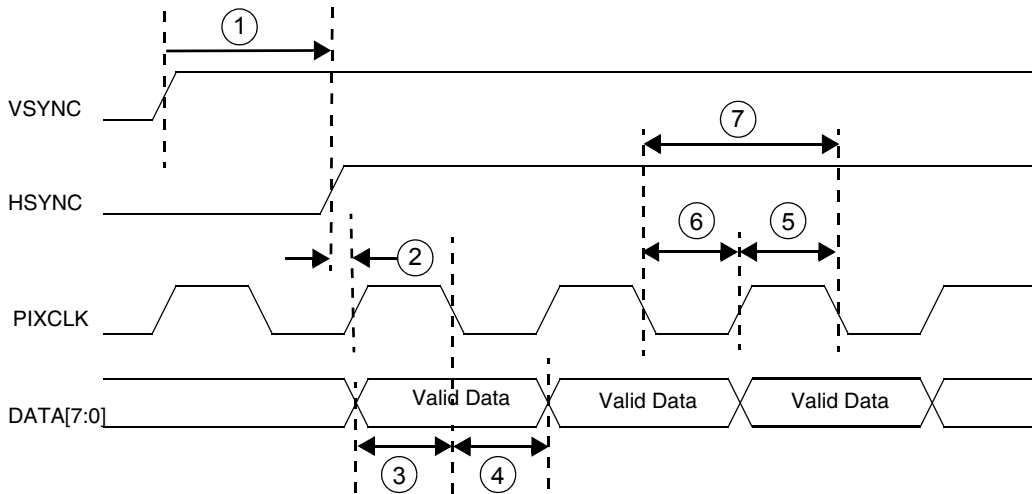 1
VSYNC
7
HSYNC
6
5
2
PIXCLK
Valid Data
Valid Data
Valid Data
DATA[7:0]
3
4